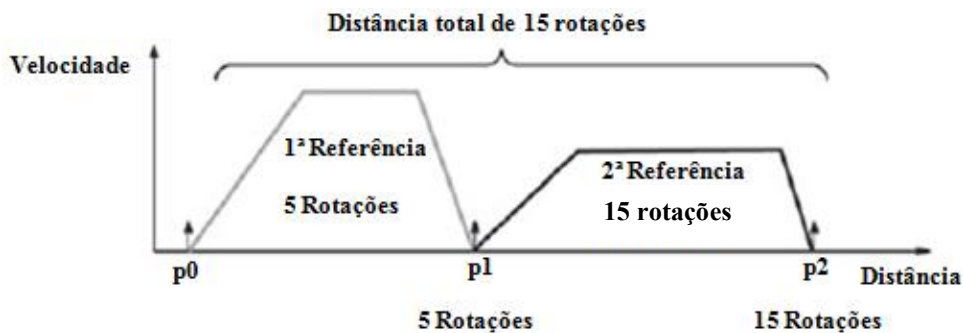 Distância total de 15 rotações
Velocidade
1ª Referência
5 Rotações
2ª Referência
15 rotações
p0
p1
p2
Distância
5 Rotações
15 Rotações